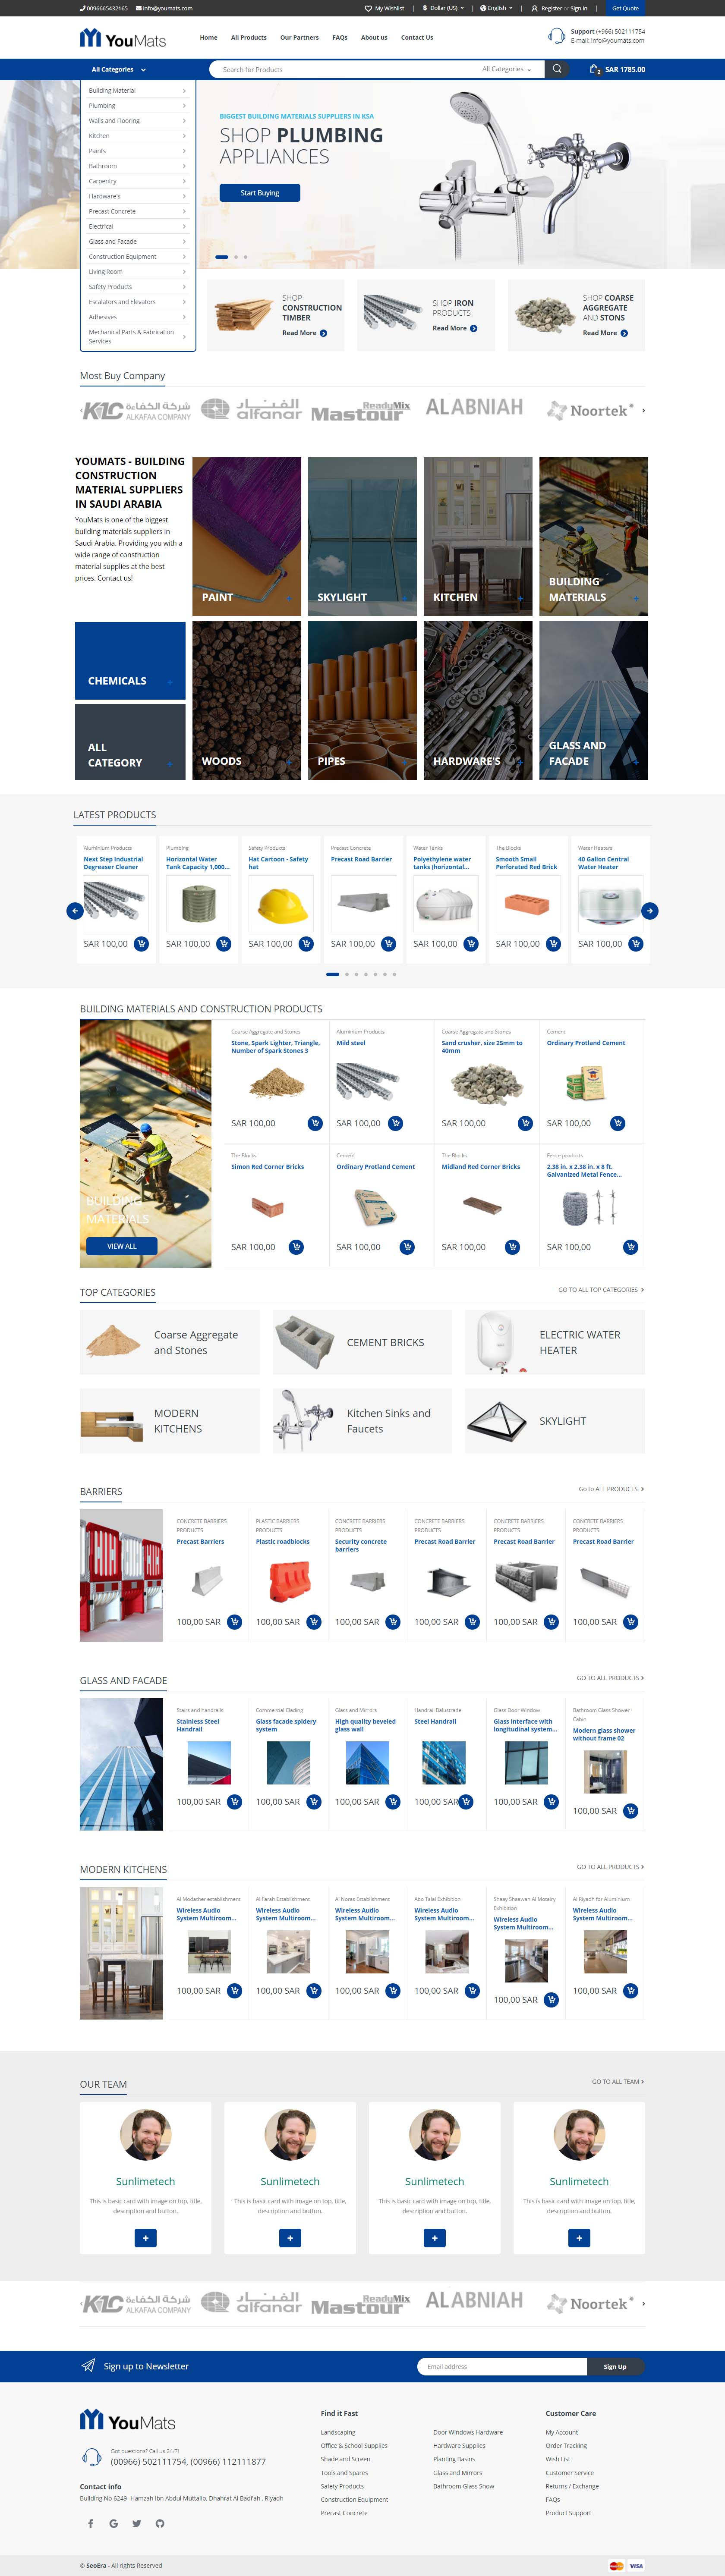 0096665432165 info@youmats.com My Wishlist | $ Dollar (US) | English | Register or Sign in | Get Quote
YouMats Home All Products Our Partners FAQs About us Contact Us
Support (+966) 502111754
E-mail: info@youmats.com
All Categories Search for Products All Categories 2 SAR 1785.00
Building Material
Plumbing
Walls and Flooring
Kitchen
Paints
Bathroom
Carpentry
Hardware's
Precast Concrete
Electrical
Glass and Facade
Construction Equipment
Living Room
Safety Products
Escalators and Elevators
Adhesives
Mechanical Parts & Fabrication
Services
BIGGEST BUILDING MATERIALS SUPPLIERS IN KSA
SHOP PLUMBING
APPLIANCES
Start Buying
SHOP
CONSTRUCTION
TIMBER
Read More
SHOP IRON
PRODUCTS
Read More
SHOP COARSE
AGGREGATE
AND STONS
Read More
Most Buy Company
شركة الكفاءة
ALKAFAA COMPANY
الفنار
alfanar
ReadyMix
Mastour
ALABNIAH
Noortek
YOUMATS - BUILDING
CONSTRUCTION
MATERIAL SUPPLIERS
IN SAUDI ARABIA
YouMats is one of the biggest
building materials suppliers in
Saudi Arabia. Providing you with a
wide range of construction
material supplies at the best
prices. Contact us!
PAINT +
SKYLIGHT
KITCHEN +
BUILDING
MATERIALS +
CHEMICALS +
ALL
CATEGORY +
WOODS
PIPES
HARDWARE'S +
GLASS AND
FACADE +
LATEST PRODUCTS
Aluminium Products
Next Step Industrial
Degreaser Cleaner
SAR 100,00
Plumbing
Horizontal Water
Tank Capacity 1,000...
SAR 100,00
Safety Products
Hat Cartoon - Safety
hat
SAR 100,00
Precast Concrete
Precast Road Barrier
SAR 100,00
Water Tanks
Polyethylene water
tanks (horizontal...
SAR 100,00
The Blocks
Smooth Small
Perforated Red Brick
SAR 100,00
Water Heaters
40 Gallon Central
Water Heater
SAR 100,00
BUILDING MATERIALS AND CONSTRUCTION PRODUCTS
BUILDING
MATERIALS
VIEW ALL
Coarse Aggregate and Stones
Stone, Spark Lighter, Triangle,
Number of Spark Stones 3
SAR 100,00
Aluminium Products
Mild steel
SAR 100,00
Coarse Aggregate and Stones
Sand crusher, size 25mm to
40mm
SAR 100,00
Cement
Ordinary Protland Cement
SAR 100,00
The Blocks
Simon Red Corner Bricks
SAR 100,00
Cement
Ordinary Protland Cement
SAR 100,00
The Blocks
Midland Red Corner Bricks
SAR 100,00
Fence products
2.38 in. x 2.38 in. x 8 ft.
Galvanized Metal Fence...
SAR 100,00
TOP CATEGORIES GO TO ALL TOP CATEGORIES
Coarse Aggregate
and Stones
CEMENT BRICKS
ELECTRIC WATER
HEATER
MODERN
KITCHENS
Kitchen Sinks and
Faucets
SKYLIGHT
BARRIERS Go to ALL PRODUCTS
CONCRETE BARRIERS
PRODUCTS
Precast Barriers
100,00 SAR
PLASTIC BARRIERS
PRODUCTS
Plastic roadblocks
100,00 SAR
CONCRETE BARRIERS
PRODUCTS
Security concrete
barriers
100,00 SAR
CONCRETE BARRIERS
PRODUCTS
Precast Road Barrier
100,00 SAR
CONCRETE BARRIERS
PRODUCTS
Precast Road Barrier
100,00 SAR
CONCRETE BARRIERS
PRODUCTS
Precast Road Barrier
100,00 SAR
GLASS AND FACADE GO TO ALL PRODUCTS
Stairs and handrails
Stainless Steel
Handrail
100,00 SAR
Commercial Clading
Glass facade spidery
system
100,00 SAR
Glass and Mirrors
High quality beveled
glass wall
100,00 SAR
Handrail Balustrade
Steel Handrail
100,00 SAR
Glass Door Window
Glass interface with
longitudinal system...
100,00 SAR
Bathroom Glass Shower
Cabin
Modern glass shower
without frame 02
100,00 SAR
MODERN KITCHENS GO TO ALL PRODUCTS
Al Modather establishment
Wireless Audio
System Multiroom...
100,00 SAR
Al Farah Establishment
Wireless Audio
System Multiroom...
100,00 SAR
Al Noras Establishment
Wireless Audio
System Multiroom...
100,00 SAR
Abo Talal Exhibition
Wireless Audio
System Multiroom...
100,00 SAR
Shaay Shaawan Al Mosairy
Exhibition
Wireless Audio
System Multiroom...
100,00 SAR
Al Riyadh for Aluminium
Wireless Audio
System Multiroom...
100,00 SAR
OUR TEAM GO TO ALL TEAM
Sunlimetech
This is basic card with image on top, title,
description and button.
+
Sunlimetech
This is basic card with image on top, title,
description and button.
+
Sunlimetech
This is basic card with image on top, title,
description and button.
+
Sunlimetech
This is basic card with image on top, title,
description and button.
+
شركة الكفاءة
ALKAFAA COMPANY
الفنار
alfanar
ReadyMix
Mastour
ALABNIAH
Noortek
Sign up to Newsletter Email address Sign Up
YouMats
Got questions? Call us 24/7!
(00966) 502111754, (00966) 112111877
Contact info
Building No 6249- Hamzah Ibn Abdul Muttalib, Dhahrat Al Badi'ah , Riyadh
Find it Fast
Landscaping
Office & School Supplies
Shade and Screen
Tools and Spares
Safety Products
Construction Equipment
Precast Concrete
Door Windows Hardware
Hardware Supplies
Planting Basins
Glass and Mirrors
Bathroom Glass Show
Customer Care
My Account
Order Tracking
Wish List
Customer Service
Returns / Exchange
FAQs
Product Support
© SeoEra - All rights Reserved VISA